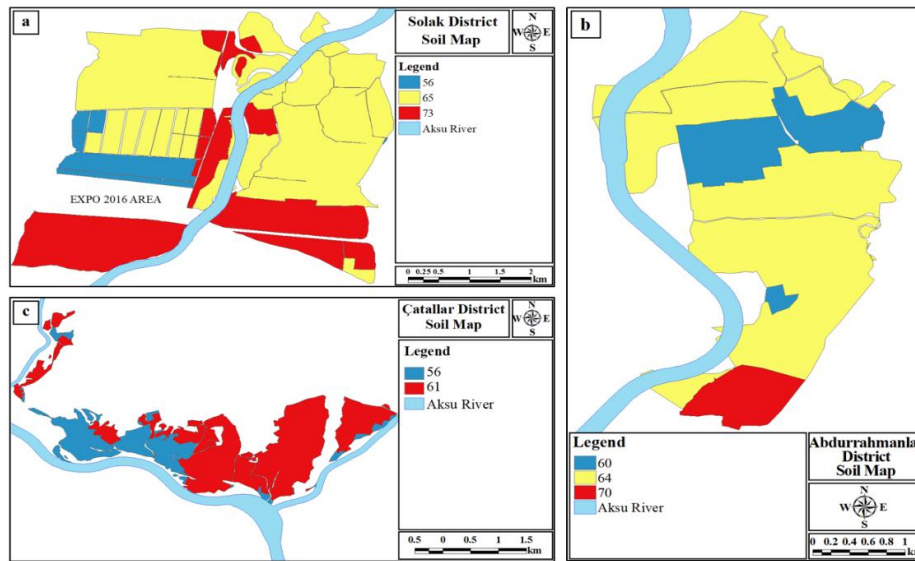 a
Solak District
Soil Map
N
W E
S
Legend
56
65
73
Aksu River
EXPO 2016 AREA
0 0.25 0.5 1 1.5 2
km
b
Legend
60
64
70
Aksu River
Abdurrahmanla
District
Soil Map
N
W E
S
0 0.2 0.4 0.6 0.8 1
km
c
Çatallar District
Soil Map
N
W E
S
Legend
56
61
Aksu River
0.5 0 0.5 1 1.5
km